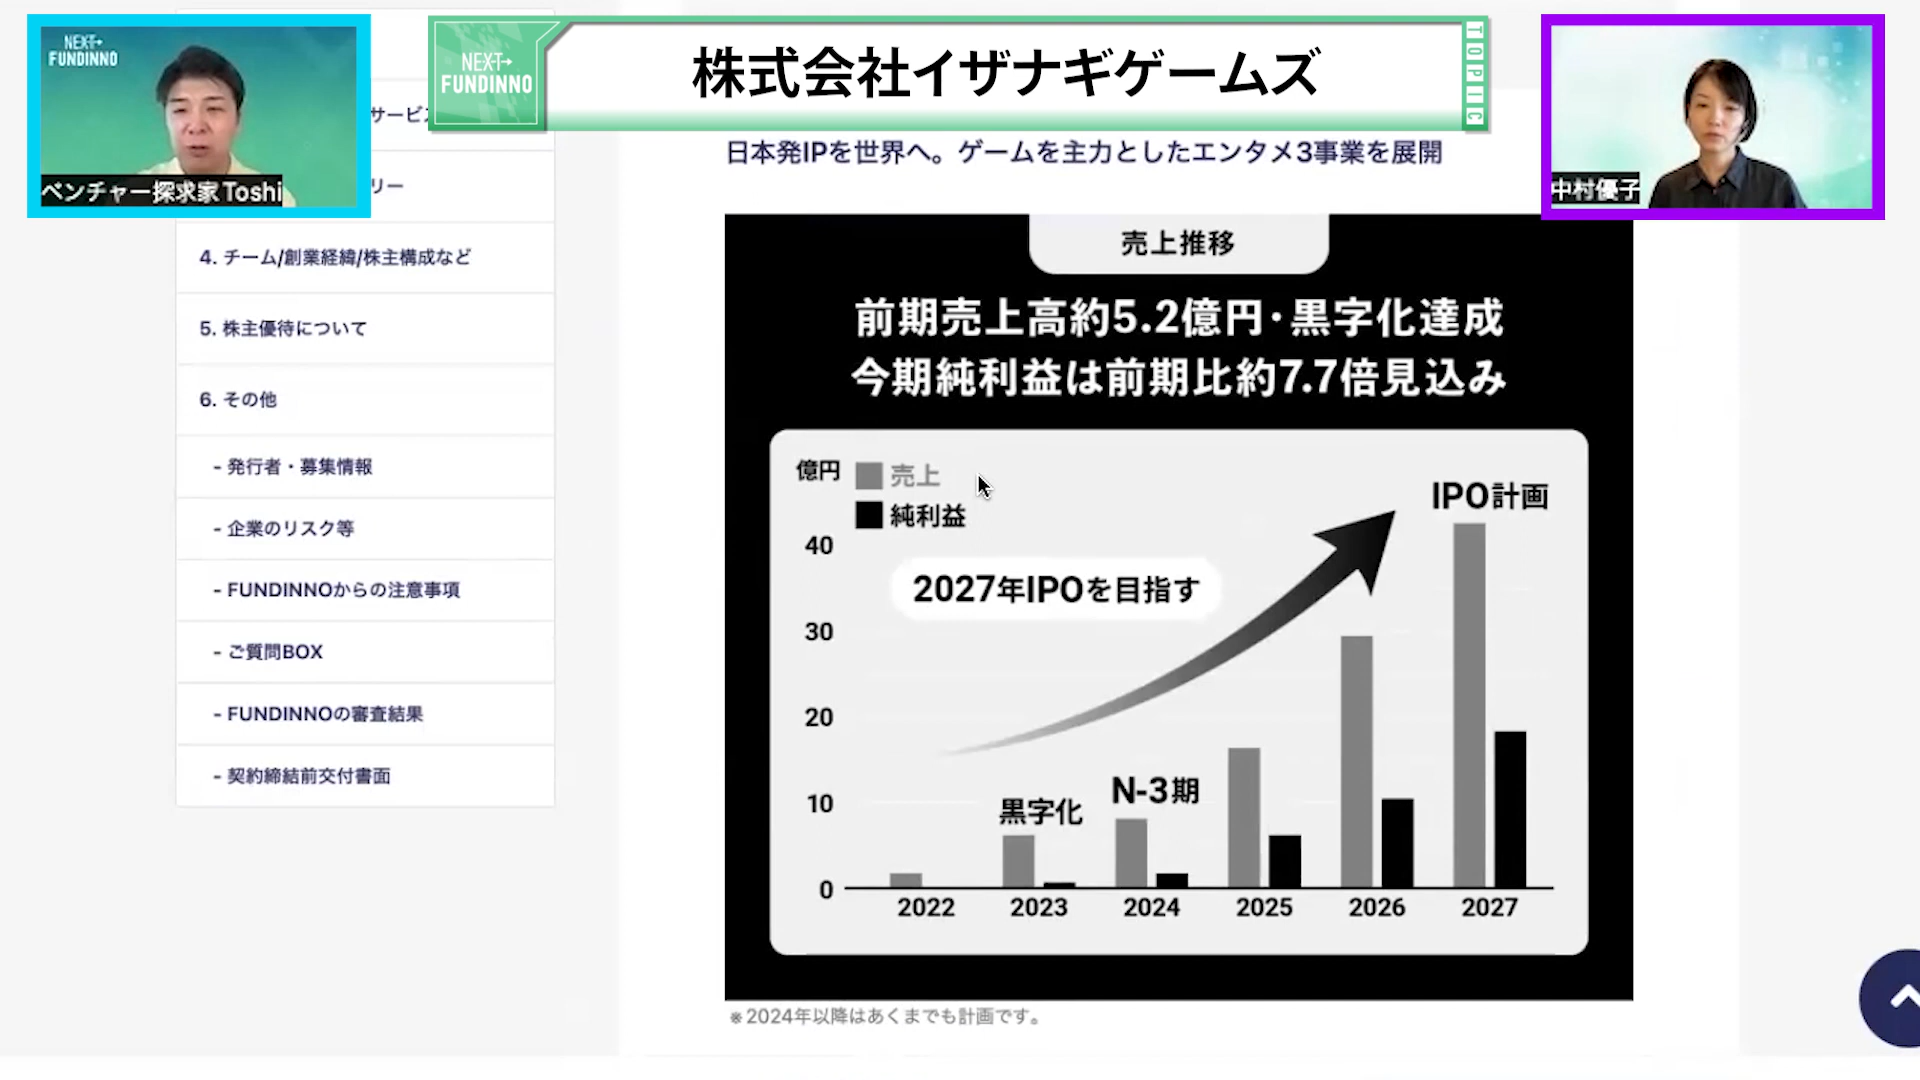 NEXT→
FUNDINNO
ベンチャー探求家 Toshi
NEXT→
FUNDINNO
株式会社イザナギゲームズ
TOPIC
中村優子
サービス
リー
4. チーム/創業経緯/株主構成など
5. 株主優待について
6. その他
- 発行者・募集情報
- 企業のリスク等
- FUNDINNOからの注意事項
- ご質問BOX
- FUNDINNOの審査結果
- 契約締結前交付書面
日本発IPを世界へ。ゲームを主力としたエンタメ3事業を展開
売上推移
前期売上高約5.2億円・黒字化達成
今期純利益は前期比約7.7倍見込み
億円
売上
純利益
IPO計画
2027年IPOを目指す
40
30
20
10
0
黒字化
N-3期
2022 2023 2024 2025 2026 2027
※2024年以降はあくまでも計画です。